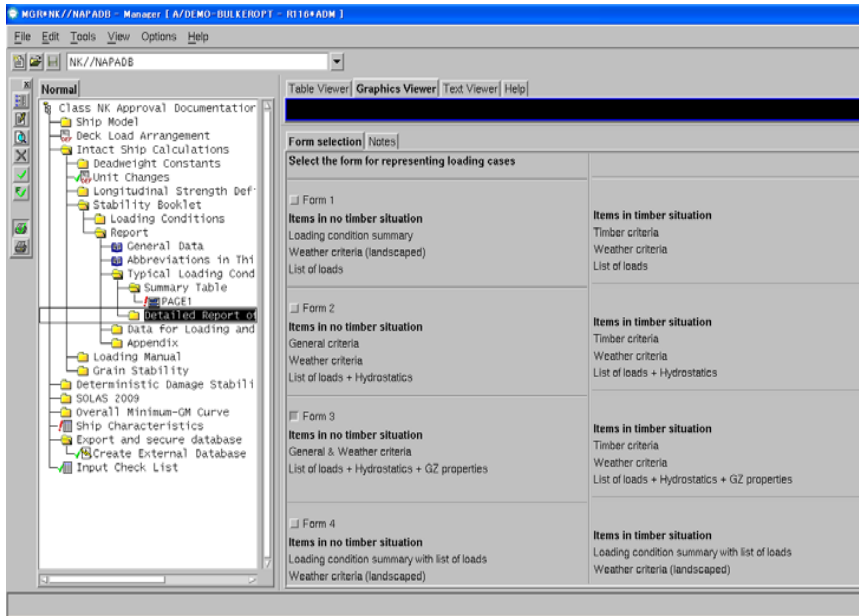 MGR*NK//NAPADB - Manager [ A/DEMO-BULKEROPT - R116*ADM ]
File Edit Tools View Options Help
NK//NAPADB
Normal
Class NK Approval Documentation
Ship Model
Deck Load Arrangement
Intact Ship Calculations
Deadweight Constants
Unit Changes
Longitudinal Strength Def
Stability Booklet
Loading Conditions
Report
General Data
Abbreviations in Thi
Typical Loading Cond
Summary Table
PAGE1
Detailed Report of
Data for Loading and
Appendix
Loading Manual
Grain Stability
Deterministic Damage Stabili
SOLAS 2009
Overall Minimum-GM Curve
Ship Characteristics
Export and secure database
Create External Database
Input Check List
Table Viewer Graphics Viewer Text Viewer Help
Form selection Notes
Select the form for representing loading cases
Form 1
Items in no timber situation
Loading condition summary
Weather criteria (landscaped)
List of loads
Items in timber situation
Timber criteria
Weather criteria
List of loads
Form 2
Items in no timber situation
General criteria
Weather criteria
List of loads + Hydrostatics
Items in timber situation
Timber criteria
Weather criteria
List of loads + Hydrostatics
Form 3
Items in no timber situation
General & Weather criteria
List of loads + Hydrostatics + GZ properties
Items in timber situation
Timber criteria
Weather criteria
List of loads + Hydrostatics + GZ properties
Form 4
Items in no timber situation
Loading condition summary with list of loads
Weather criteria (landscaped)
Items in timber situation
Loading condition summary with list of loads
Weather criteria (landscaped)